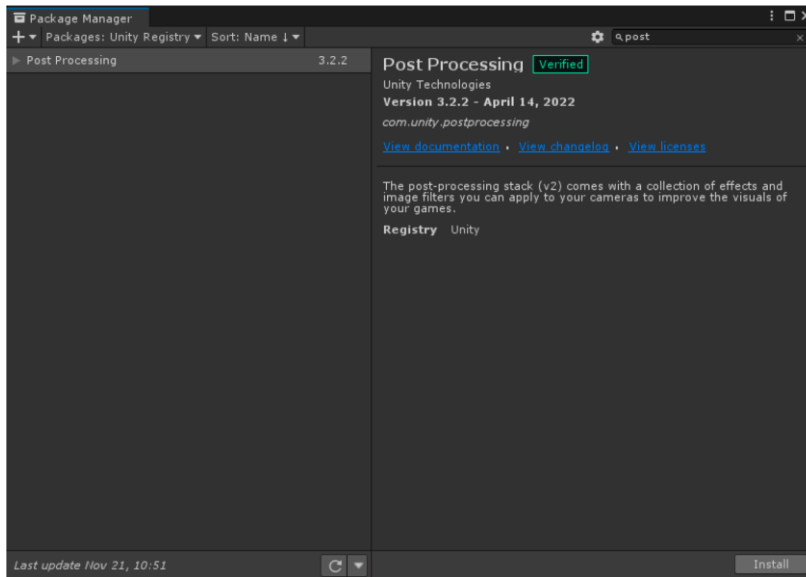 Package Manager
Packages: Unity Registry Sort: Name ↓ post
Post Processing 3.2.2
Post Processing Verified
Unity Technologies
Version 3.2.2 - April 14, 2022
com.unity.postprocessing
View documentation • View changelog • View licenses
The post-processing stack (v2) comes with a collection of effects and
image filters you can apply to your cameras to improve the visuals of
your games.
Registry Unity
Last update Nov 21, 10:51
Install